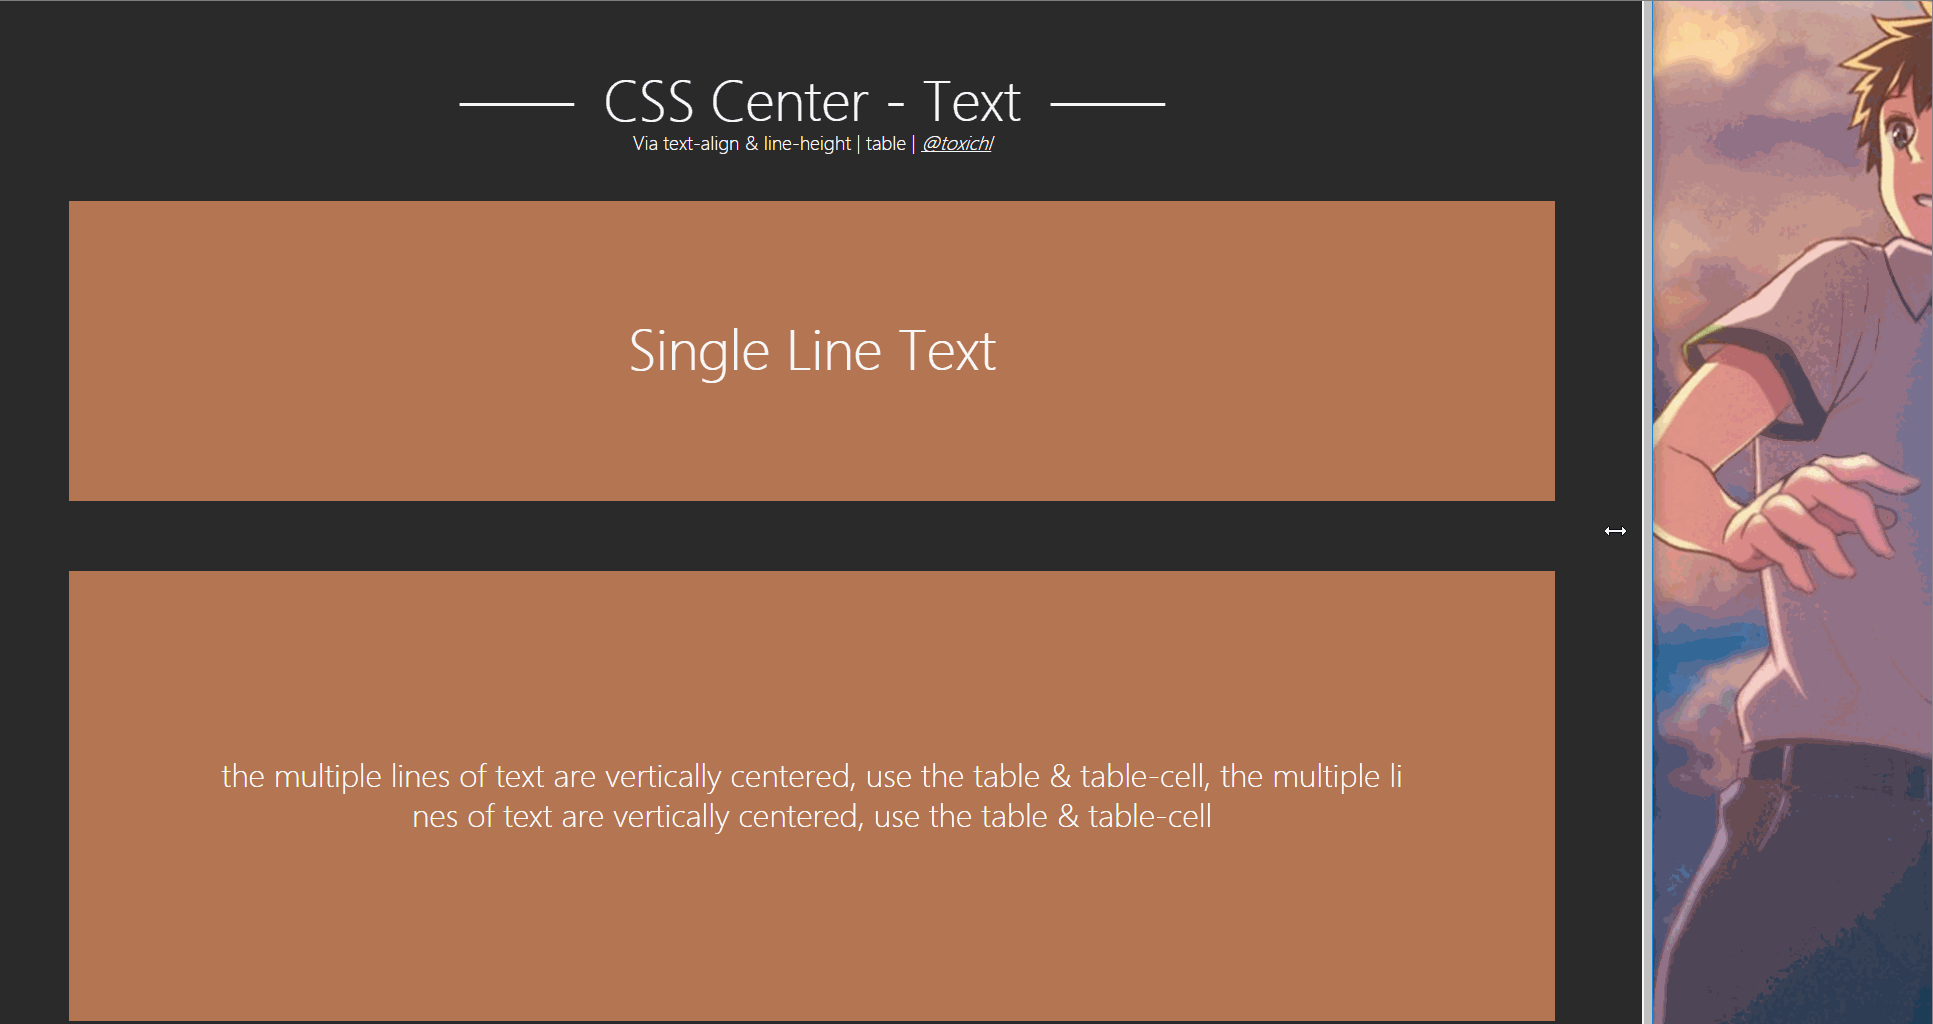 CSS Center - Text
Via text-align & line-height | table | @toxichl
Single Line Text
the multiple lines of text are vertically centered, use the table & table-cell, the multiple li
nes of text are vertically centered, use the table & table-cell